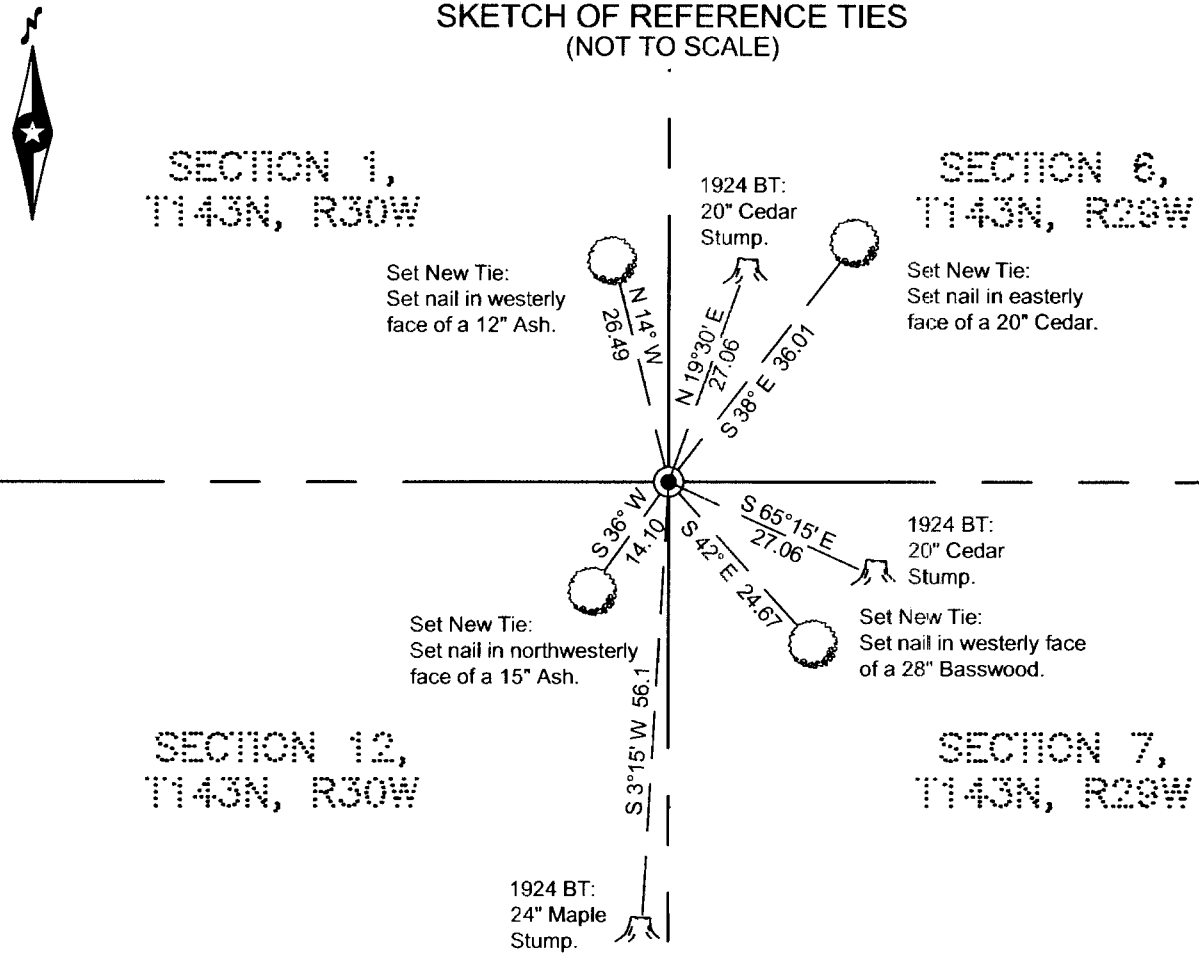 SKETCH OF REFERENCE TIES
(NOT TO SCALE)
N
SECTION 1,
T143N, R30W
SECTION 6,
T143N, R29W
1924 BT:
20" Cedar
Stump.
Set New Tie:
Set nail in westerly
face of a 12" Ash.
Set New Tie:
Set nail in easterly
face of a 20" Cedar.
N 14° W
26.49
N 19°30' E
27.06
S 38° E 36.01
S 36° W
14.10
S 65°15' E
27.06
S 42° E 24.67
1924 BT:
20" Cedar
Stump.
Set New Tie:
Set nail in northwesterly
face of a 15" Ash.
Set New Tie:
Set nail in westerly face
of a 28" Basswood.
S 3°15' W 56.1
SECTION 12,
T143N, R30W
SECTION 7,
T143N, R29W
1924 BT:
24" Maple
Stump.